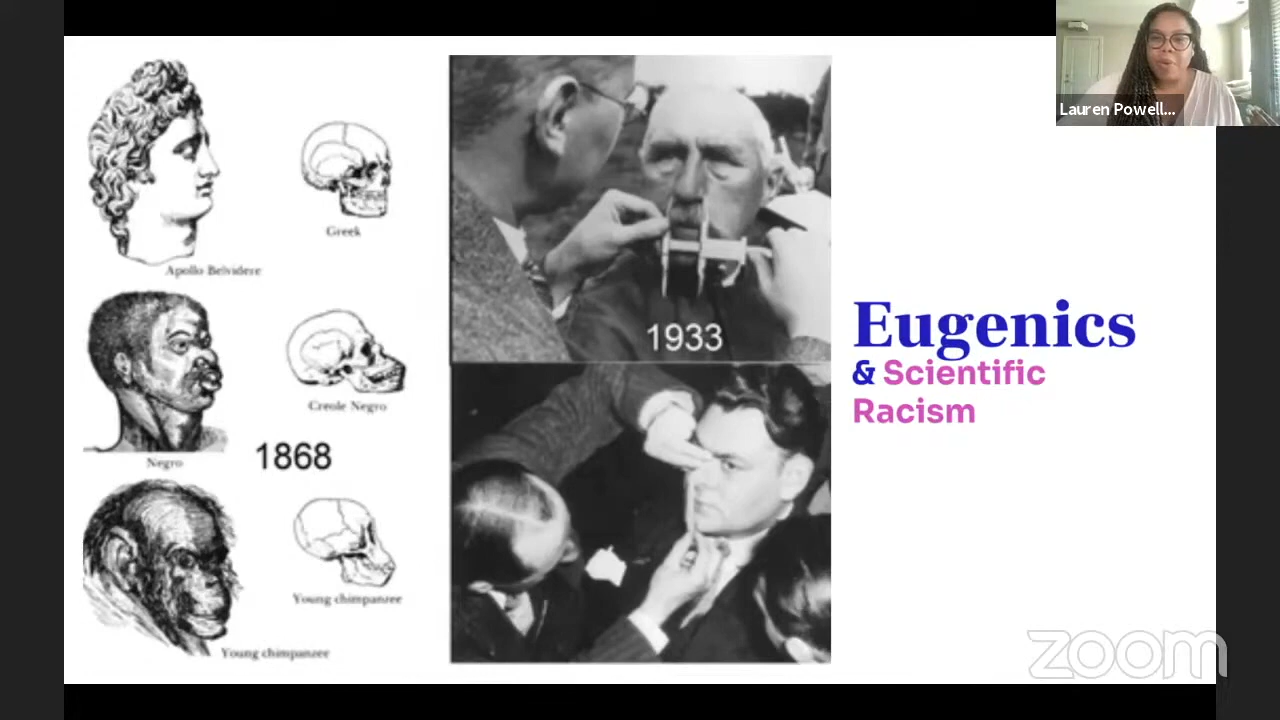 Greek
Apollo Belvidere
Creole Negro
Negro
1868
Young chimpanzee
Young chimpanzee
1933
Eugenics
& Scientific
Racism
Lauren Powell...
zoom